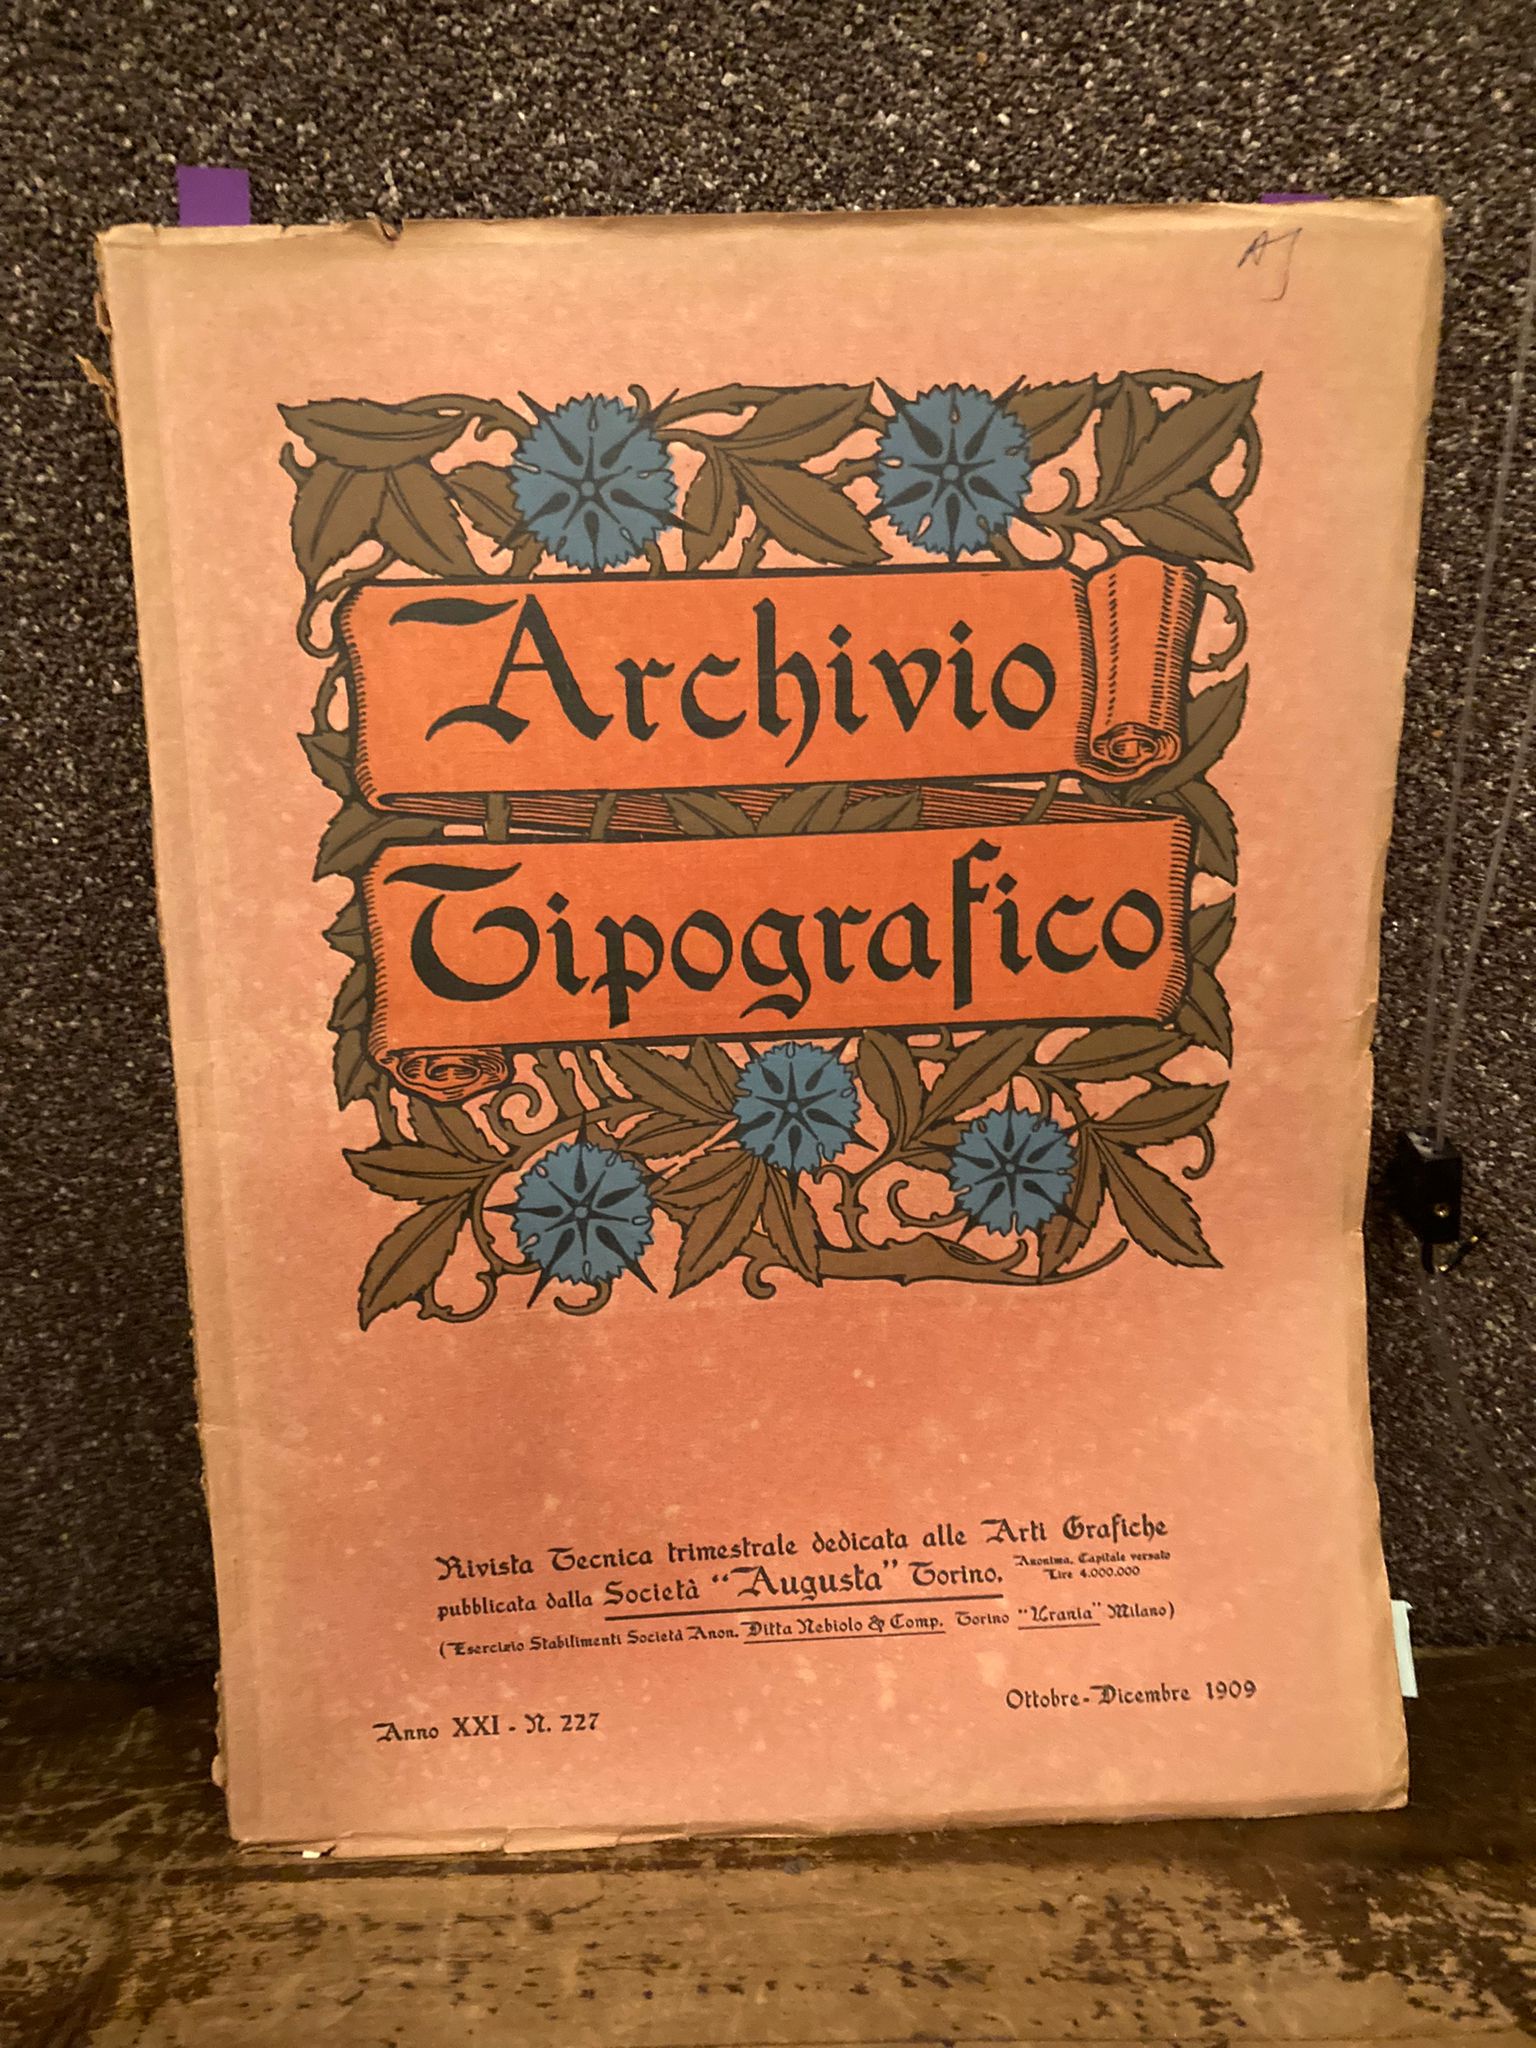 AJ
Archivio
Tipografico
Rivista Tecnica trimestrale dedicata alle Arti Grafiche
pubblicata dalla Società “Augusta” Torino. Anonima. Capitale versato
Lire 4.000.000
(Esercizio Stabilimenti Società Anon. Ditta Nebiolo & Comp. Torino “Urania” Milano)
Anno XXI - N. 227
Ottobre - Dicembre 1909